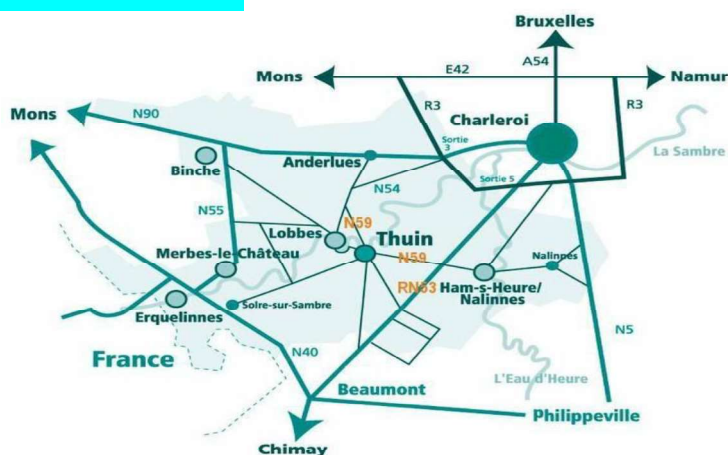 Bruxelles
A54
E42
Mons
Namur
R3
R3
Mons
N90
Charleroi
Sortie
3
La Sambre
Binche
Anderlues
Sortie 5
N54
N55
N59
Lobbes
Thuin
Merbes-le-Château
N59
Nalinnes
RN53
Ham-s-Heure/
Nalinnes
Solre-sur-Sambre
Erquelinnes
N5
N40
France
L'Eau d'Heure
Beaumont
Philippeville
Chimay